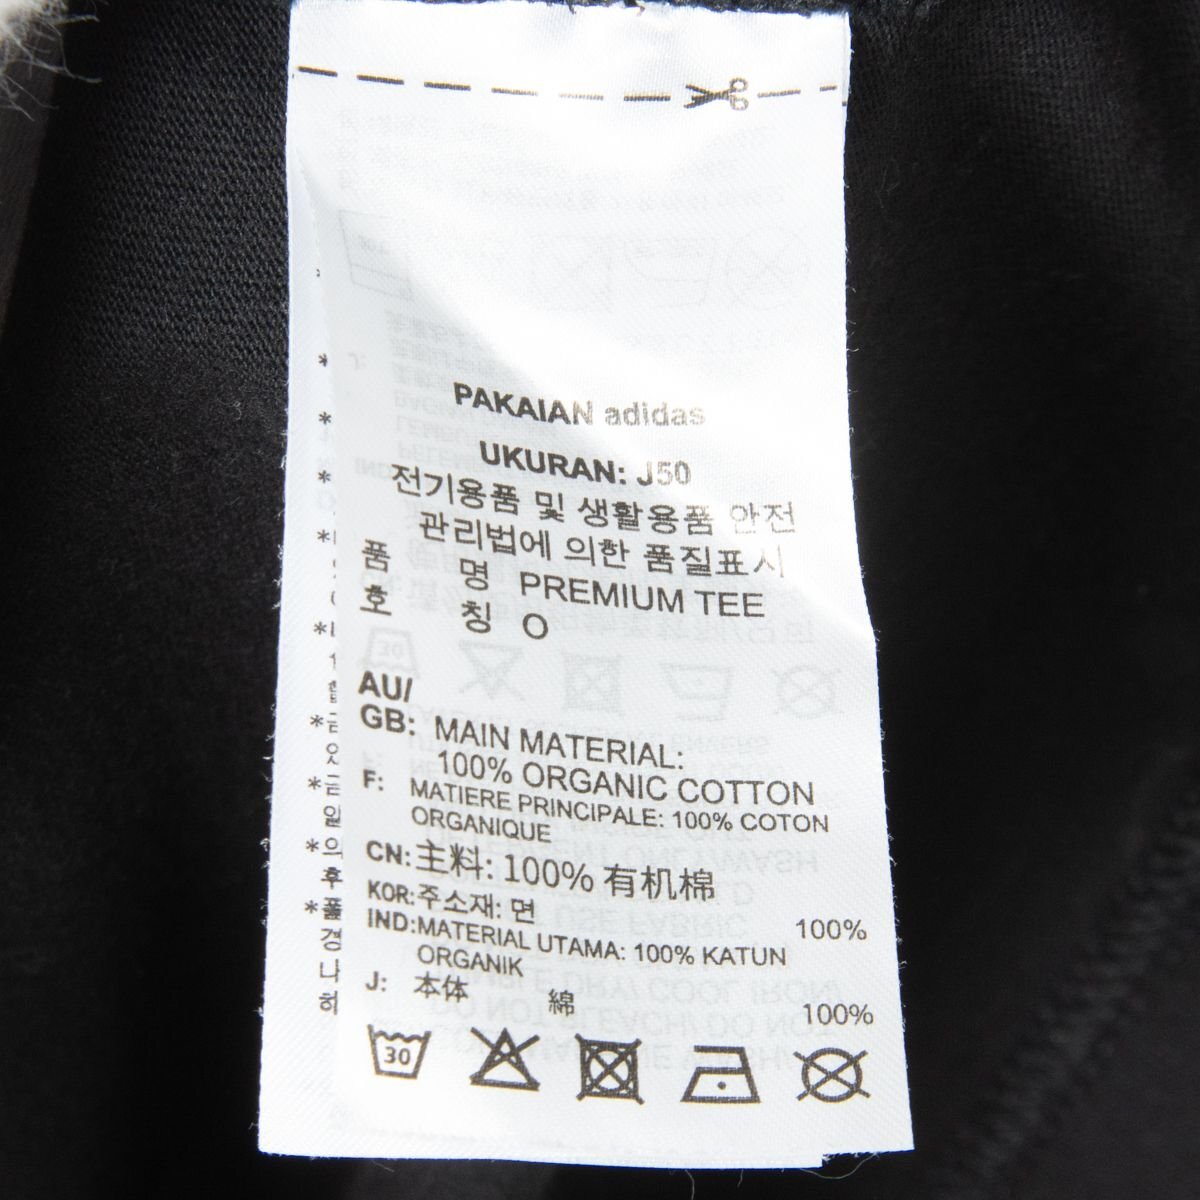 PAKAIAN adidas
UKURAN: J50
전기용품 및 생활용품 안전
관리법에 의한 품질표시
품 명 PREMIUM TEE
호 칭 O
AU/
GB: MAIN MATERIAL:
100% ORGANIC COTTON
F: MATIERE PRINCIPALE: 100% COTON
ORGANIQUE
CN: 主料: 100% 有机棉
KOR: 주소재: 면 100%
IND: MATERIAL UTAMA: 100% KATUN
ORGANIK
J: 本体 綿 100%
30